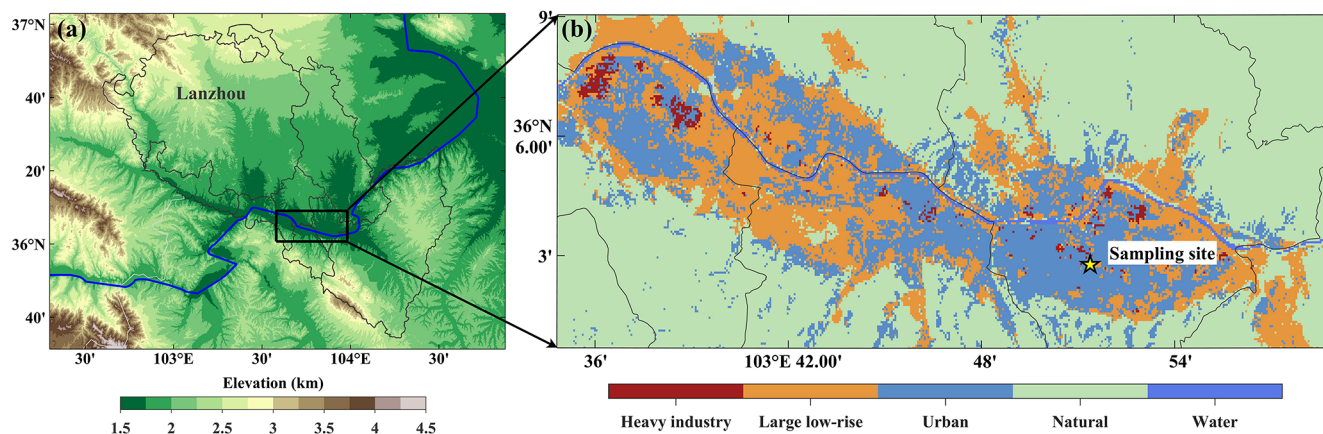 (a)
Lanzhou
37°N
40'
20'
36°N
40'
30'
103°E
30'
104°E
30'
Elevation (km)
1.5
2
2.5
3
3.5
4
4.5
(b)
9'
36°N
6.00'
3'
Sampling site
36'
103°E 42.00'
48'
54'
Heavy industry
Large low-rise
Urban
Natural
Water